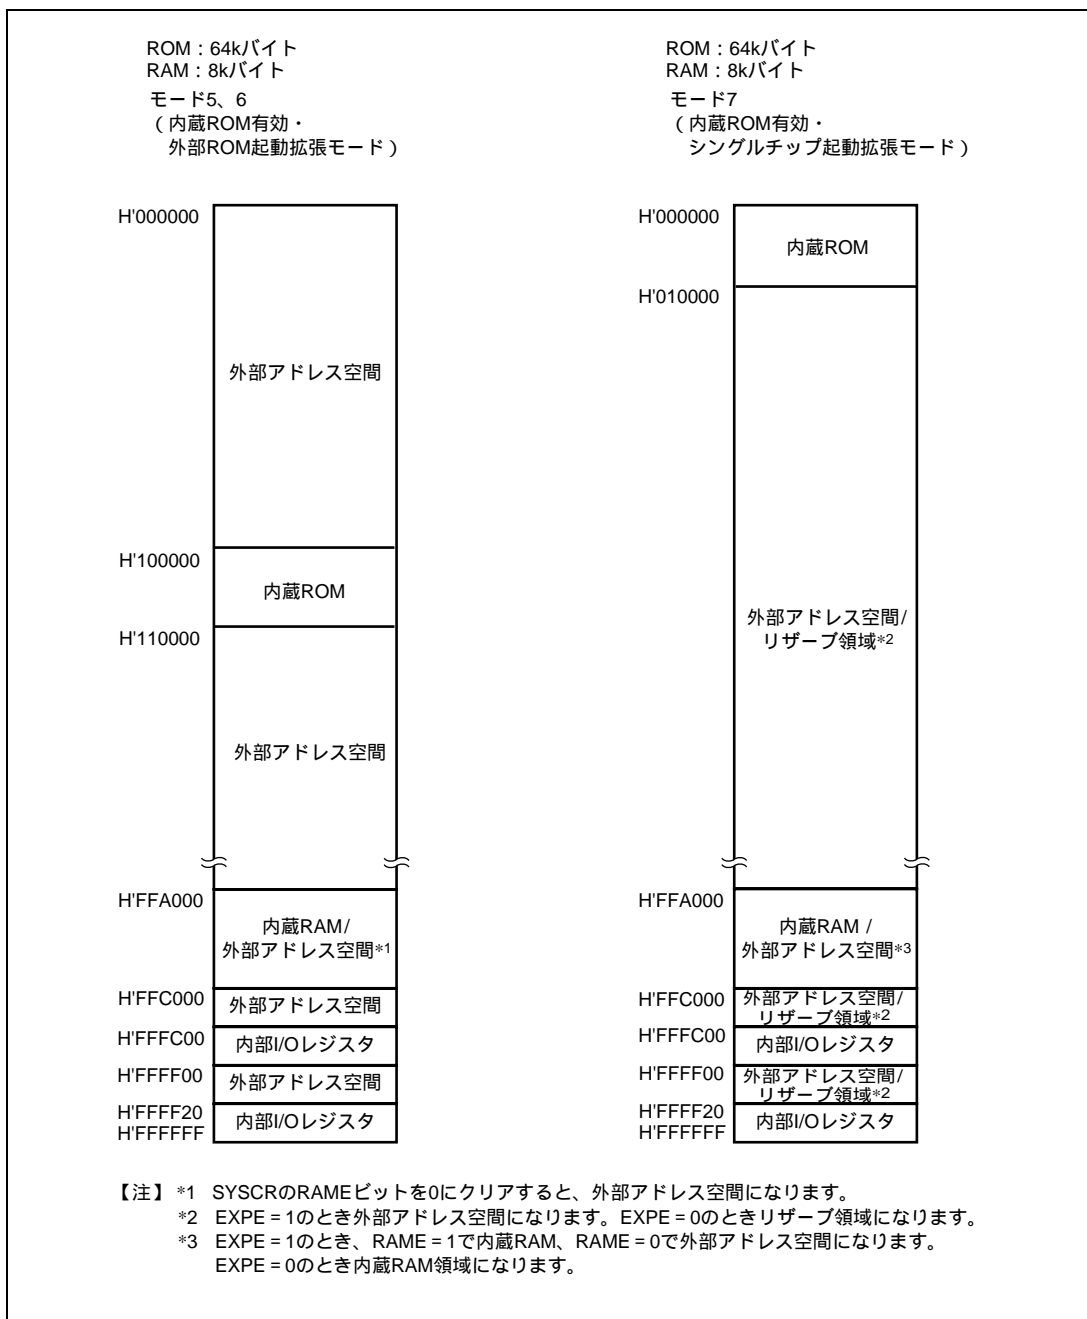 ROM：64kバイト
RAM：8kバイト
モード5、6
（内蔵ROM有効・
外部ROM起動拡張モード）
H'000000
外部アドレス空間
H'100000
内蔵ROM
H'110000
外部アドレス空間
H'FFA000
内蔵RAM/
外部アドレス空間*1
H'FFC000
外部アドレス空間
H'FFFC00
内部I/Oレジスタ
H'FFFF00
外部アドレス空間
H'FFFF20
内部I/Oレジスタ
H'FFFFFF
ROM：64kバイト
RAM：8kバイト
モード7
（内蔵ROM有効・
シングルチップ起動拡張モード）
H'000000
内蔵ROM
H'010000
外部アドレス空間/
リザーブ領域*2
H'FFA000
内蔵RAM /
外部アドレス空間*3
H'FFC000
外部アドレス空間/
リザーブ領域*2
H'FFFC00
内部I/Oレジスタ
H'FFFF00
外部アドレス空間/
リザーブ領域*2
H'FFFF20
内部I/Oレジスタ
H'FFFFFF
【注】 *1 SYSCRのRAMEビットを0にクリアすると、外部アドレス空間になります。
*2 EXPE = 1のとき外部アドレス空間になります。EXPE = 0のときリザーブ領域になります。
*3 EXPE = 1のとき、RAME = 1で内蔵RAM、RAME = 0で外部アドレス空間になります。
EXPE = 0のとき内蔵RAM領域になります。